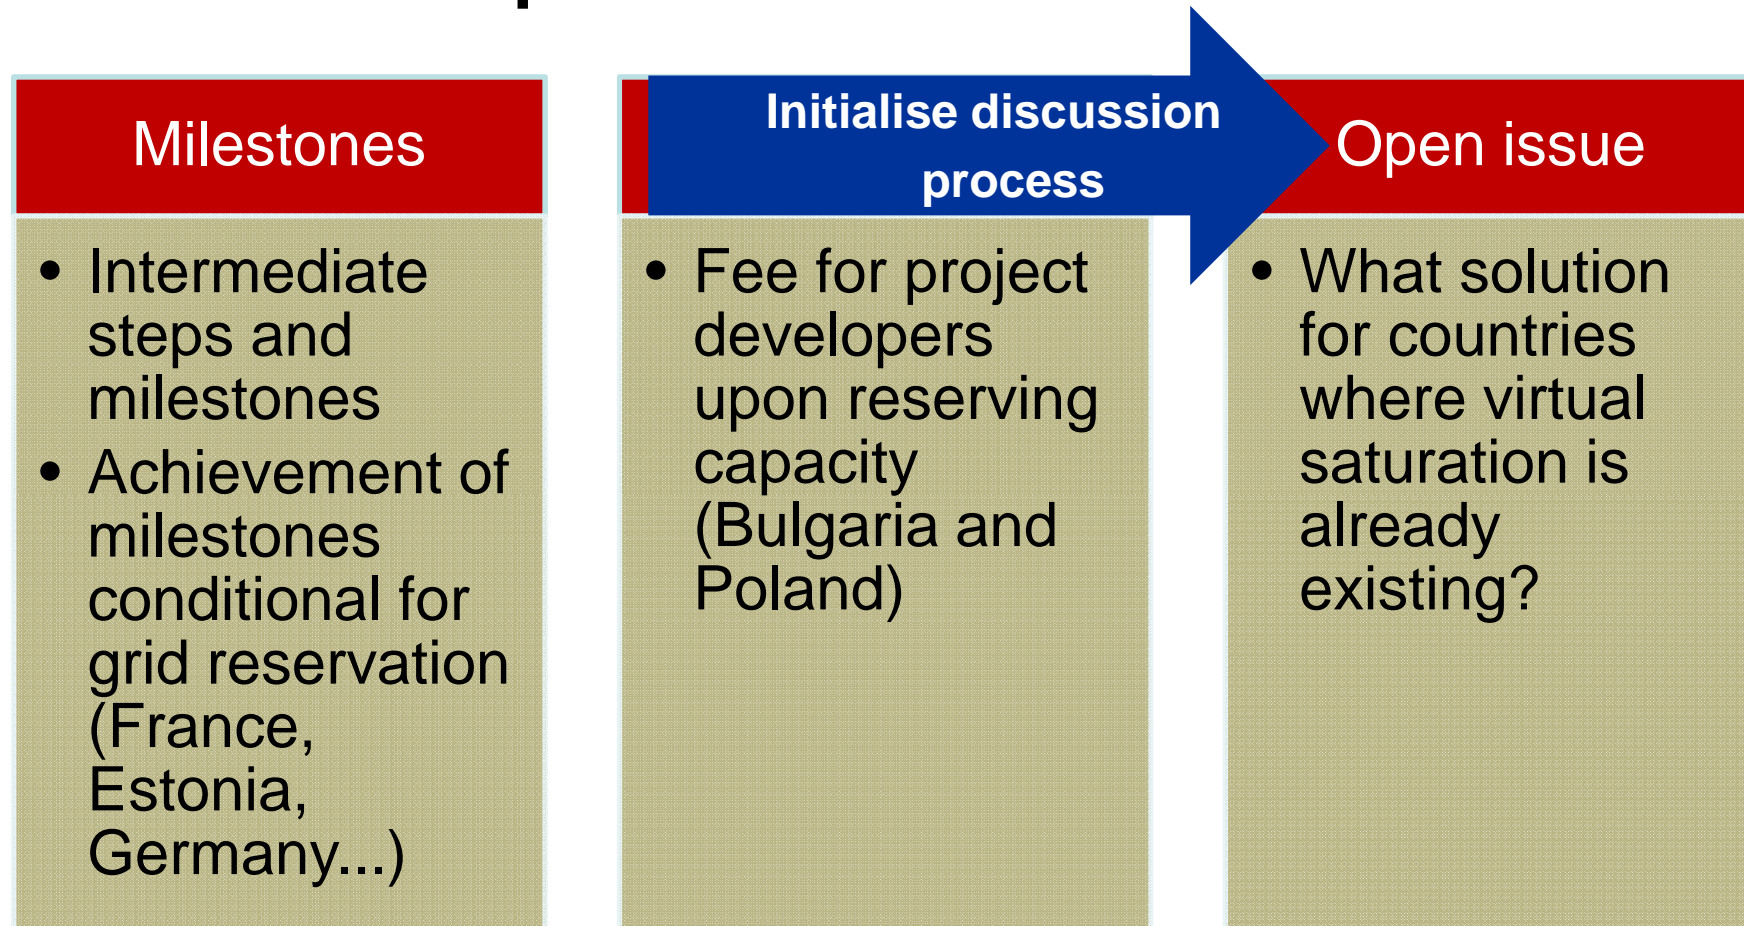 Milestones
• Intermediate
steps and
milestones
• Achievement of
milestones
conditional for
grid reservation
(France,
Estonia,
Germany...)
Initialise discussion
process
• Fee for project
developers
upon reserving
capacity
(Bulgaria and
Poland)
Open issue
• What solution
for countries
where virtual
saturation is
already
existing?